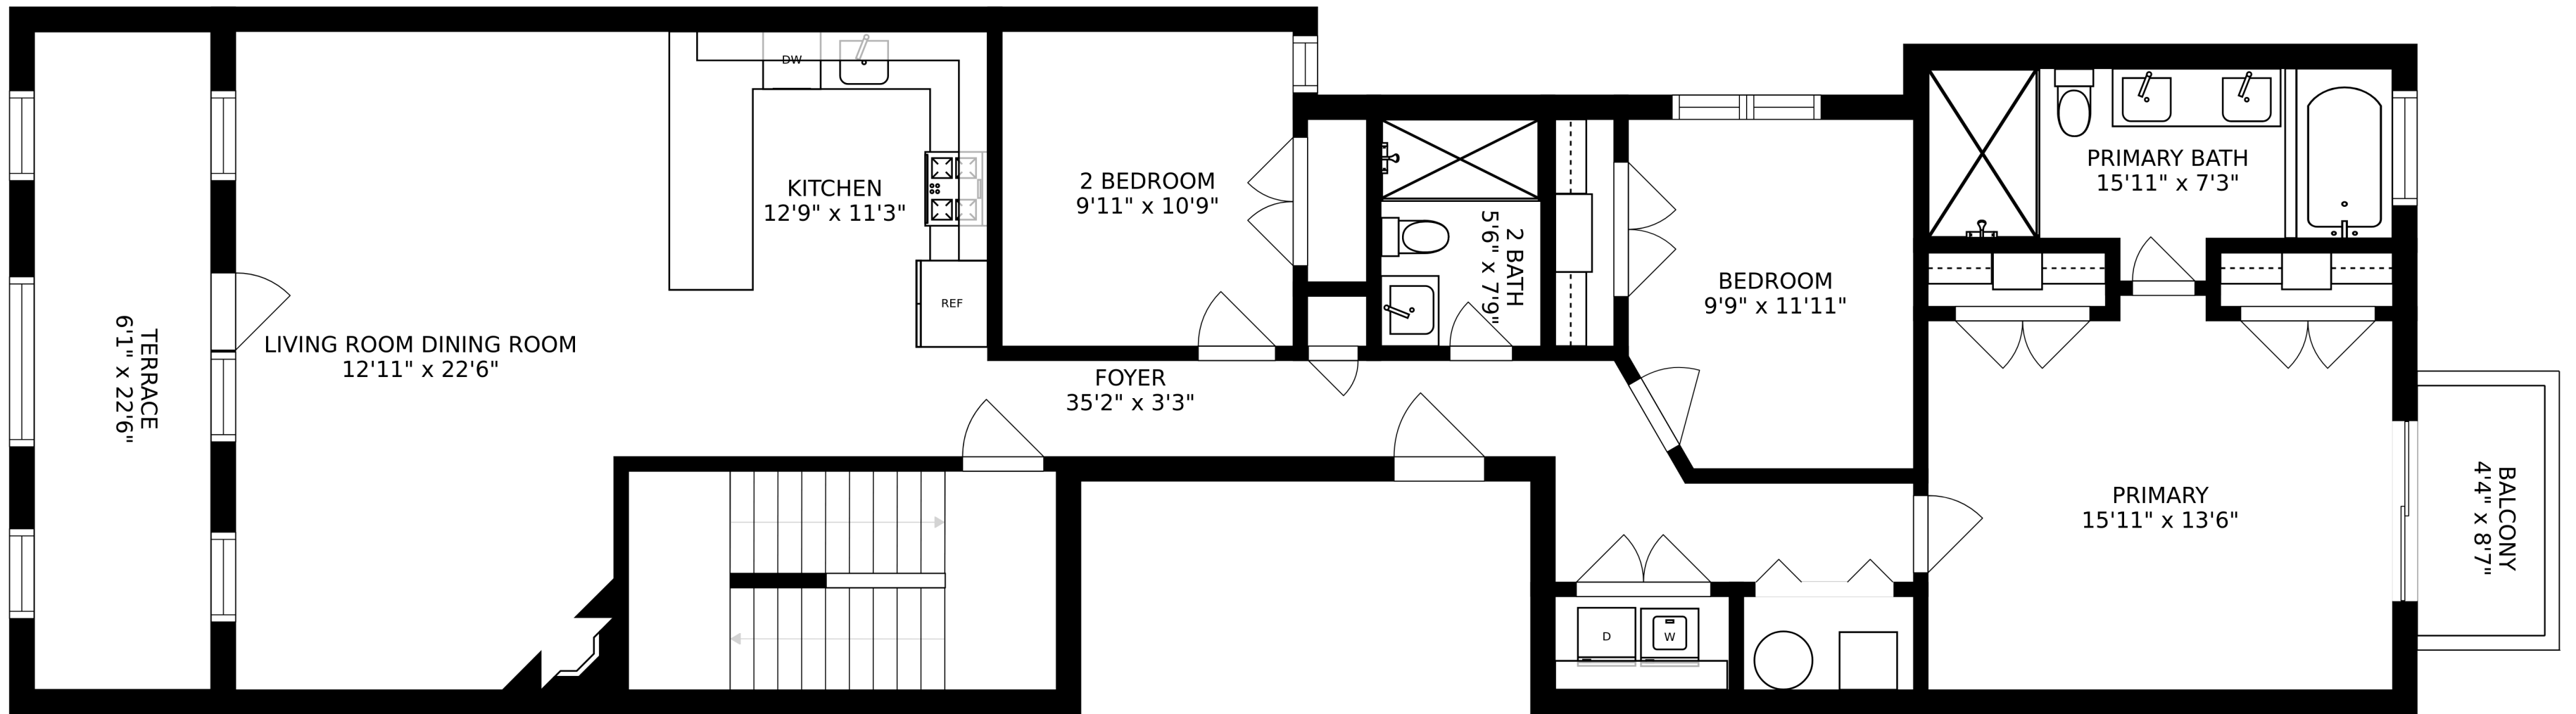 TERRACE
6'1" x 22'6"
LIVING ROOM DINING ROOM
12'11" x 22'6"
DW
KITCHEN
12'9" x 11'3"
REF
2 BEDROOM
9'11" x 10'9"
FOYER
35'2" x 3'3"
2 BATH
5'6" x 7'9"
BEDROOM
9'9" x 11'11"
D
W
PRIMARY BATH
15'11" x 7'3"
PRIMARY
15'11" x 13'6"
BALCONY
4'4" x 8'7"